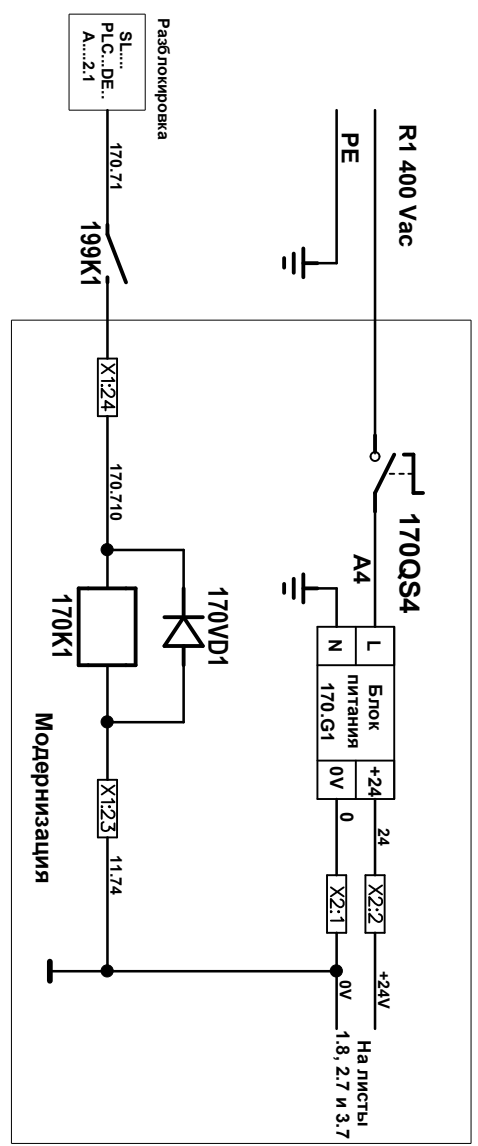 R1 400 Vac
PE
170QS4
A4
L
N
Блок
питания
170.G1
+24
0V
24
0
X2:2
X2:1
+24V
0V
На листы
1.8, 2.7 и 3.7
Разблокировка
SL....
PLC...DE..
A....2.1
170.71
199K1
X1:24
170.710
170VD1
170K1
X1:23
11.74
Модернизация